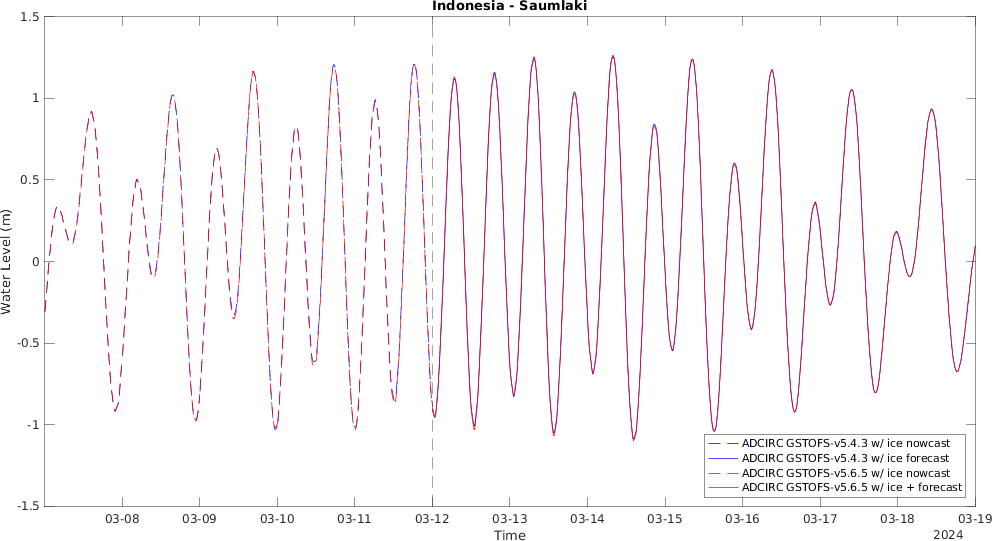 Indonesia - Saumlaki
1.5
1
0.5
0
-0.5
-1
-1.5
Water Level (m)
ADCIRC GSTOFS-v5.4.3 w/ ice nowcast
ADCIRC GSTOFS-v5.4.3 w/ ice forecast
ADCIRC GSTOFS-v5.6.5 w/ ice nowcast
ADCIRC GSTOFS-v5.6.5 w/ ice + forecast
03-08 03-09 03-10 03-11 03-12 03-13 03-14 03-15 03-16 03-17 03-18 03-19
Time
2024